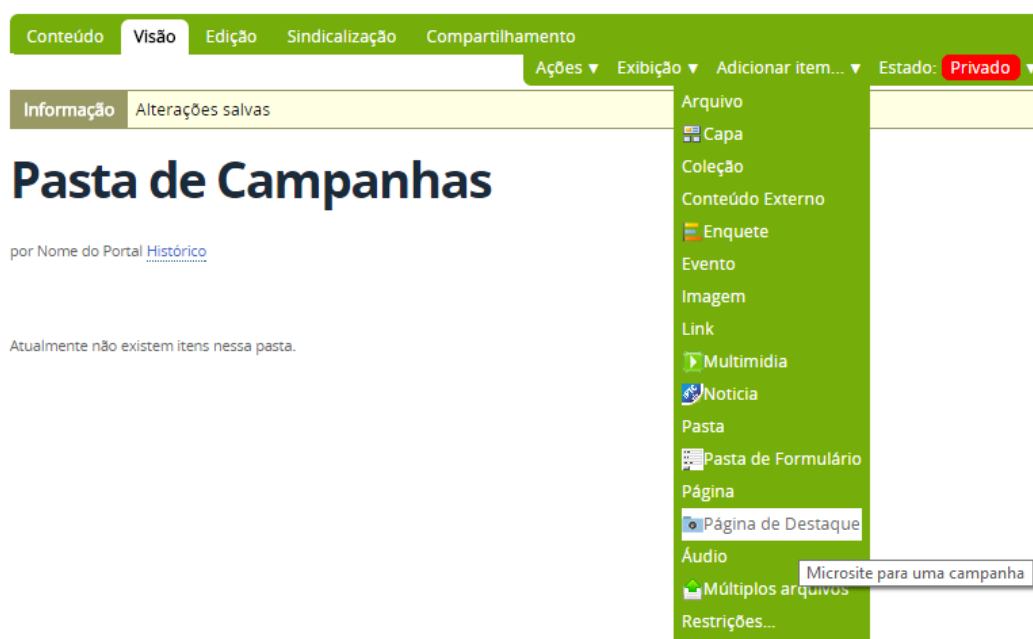 Conteúdo Visão Edição Sindicalização Compartilhamento
Ações ▼ Exibição ▼ Adicionar item... ▼ Estado: Privado ▼
Informação Alterações salvas
Pasta de Campanhas
por Nome do Portal Histórico
Atualmente não existem itens nessa pasta.
Arquivo
Capa
Coleção
Conteúdo Externo
Enquete
Evento
Imagem
Link
Multimidia
Noticia
Pasta
Pasta de Formulário
Página
Página de Destaque
Áudio
Microsite para uma campanha
Múltiplos arquivos
Restrições...